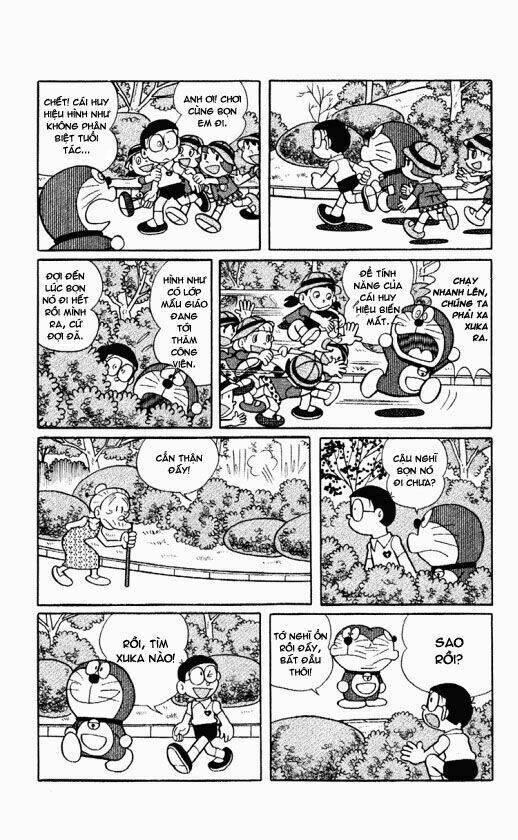 ANH ƠI! CHƠI
CÙNG BỌN
EM ĐI.
CHẾT! CÁI HUY
HIỆU HÌNH NHƯ
KHÔNG PHÂN
BIỆT TUỔI
TÁC...
CHẠY
NHANH LÊN,
CHÚNG TA
PHẢI XA
XUKA
RA.
ĐỂ TÍNH
NĂNG CỦA
CÁI HUY
HIỆU BIẾN
MẤT.
HÌNH NHƯ
CÓ LỚP
MẪU GIÁO
ĐANG
TỚI
THĂM
CÔNG
VIÊN.
ĐỢI ĐẾN
LÚC BỌN
NÓ ĐI HẾT
RỒI MÌNH
RA, CỨ
ĐỢI ĐÃ.
CẬU NGHĨ
BỌN NÓ
ĐI CHƯA?
CẨN THẬN
ĐẤY!
SAO
RỒI?
TỚ NGHĨ ỔN
RỒI ĐẤY,
BẮT ĐẦU
THÔI!
RỒI, TÌM
XUKA NÀO!